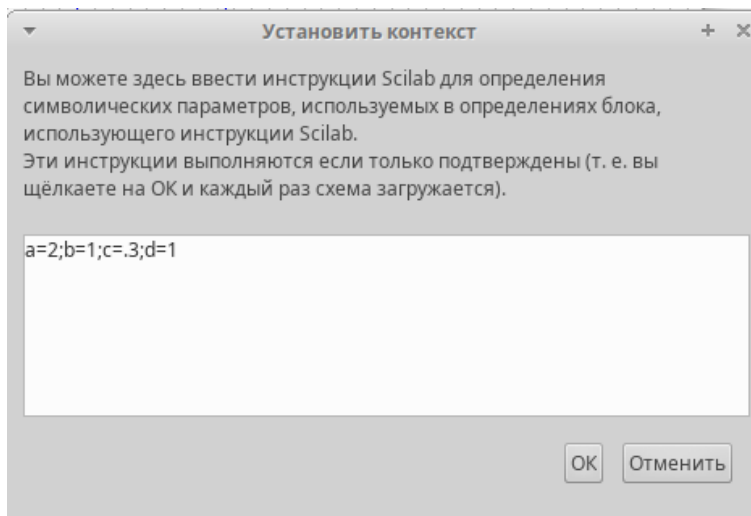 Установить контекст
Вы можете здесь ввести инструкции Scilab для определения
символических параметров, используемых в определениях блока,
использующего инструкции Scilab.
Эти инструкции выполняются если только подтверждены (т. е. вы
щёлкаете на ОК и каждый раз схема загружается).
a=2;b=1;c=.3;d=1
ОК
Отменить